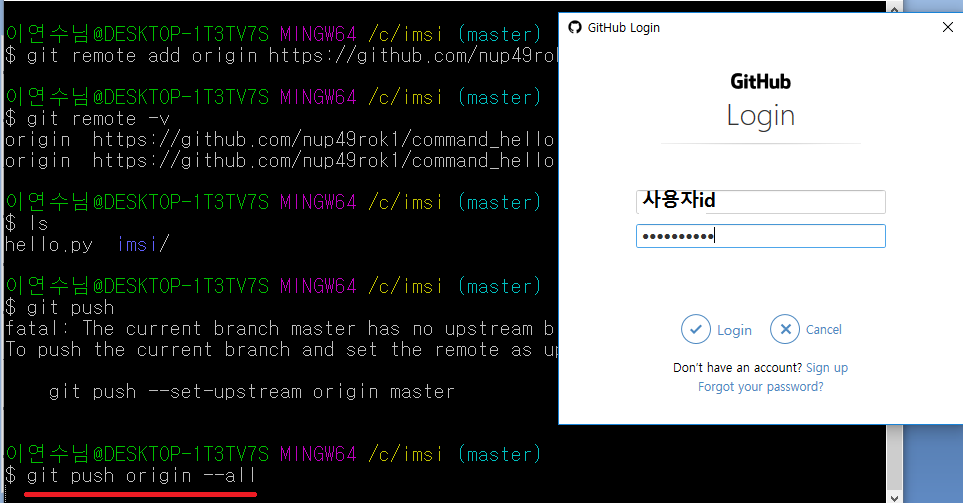 이연수님@DESKTOP-1T3TV7S MINGW64 /c/imsi (master)
$ git remote add origin https://github.com/nup49rok
이연수님@DESKTOP-1T3TV7S MINGW64 /c/imsi (master)
$ git remote -v
origin https://github.com/nup49rok1/command_hello
origin https://github.com/nup49rok1/command_hello
이연수님@DESKTOP-1T3TV7S MINGW64 /c/imsi (master)
$ ls
hello.py imsi/
이연수님@DESKTOP-1T3TV7S MINGW64 /c/imsi (master)
$ git push
fatal: The current branch master has no upstream b
To push the current branch and set the remote as up
git push --set-upstream origin master
이연수님@DESKTOP-1T3TV7S MINGW64 /c/imsi (master)
$ git push origin --all
GitHub Login
GitHub
Login
사용자id
••••••••••
Login Cancel
Don't have an account? Sign up
Forgot your password?